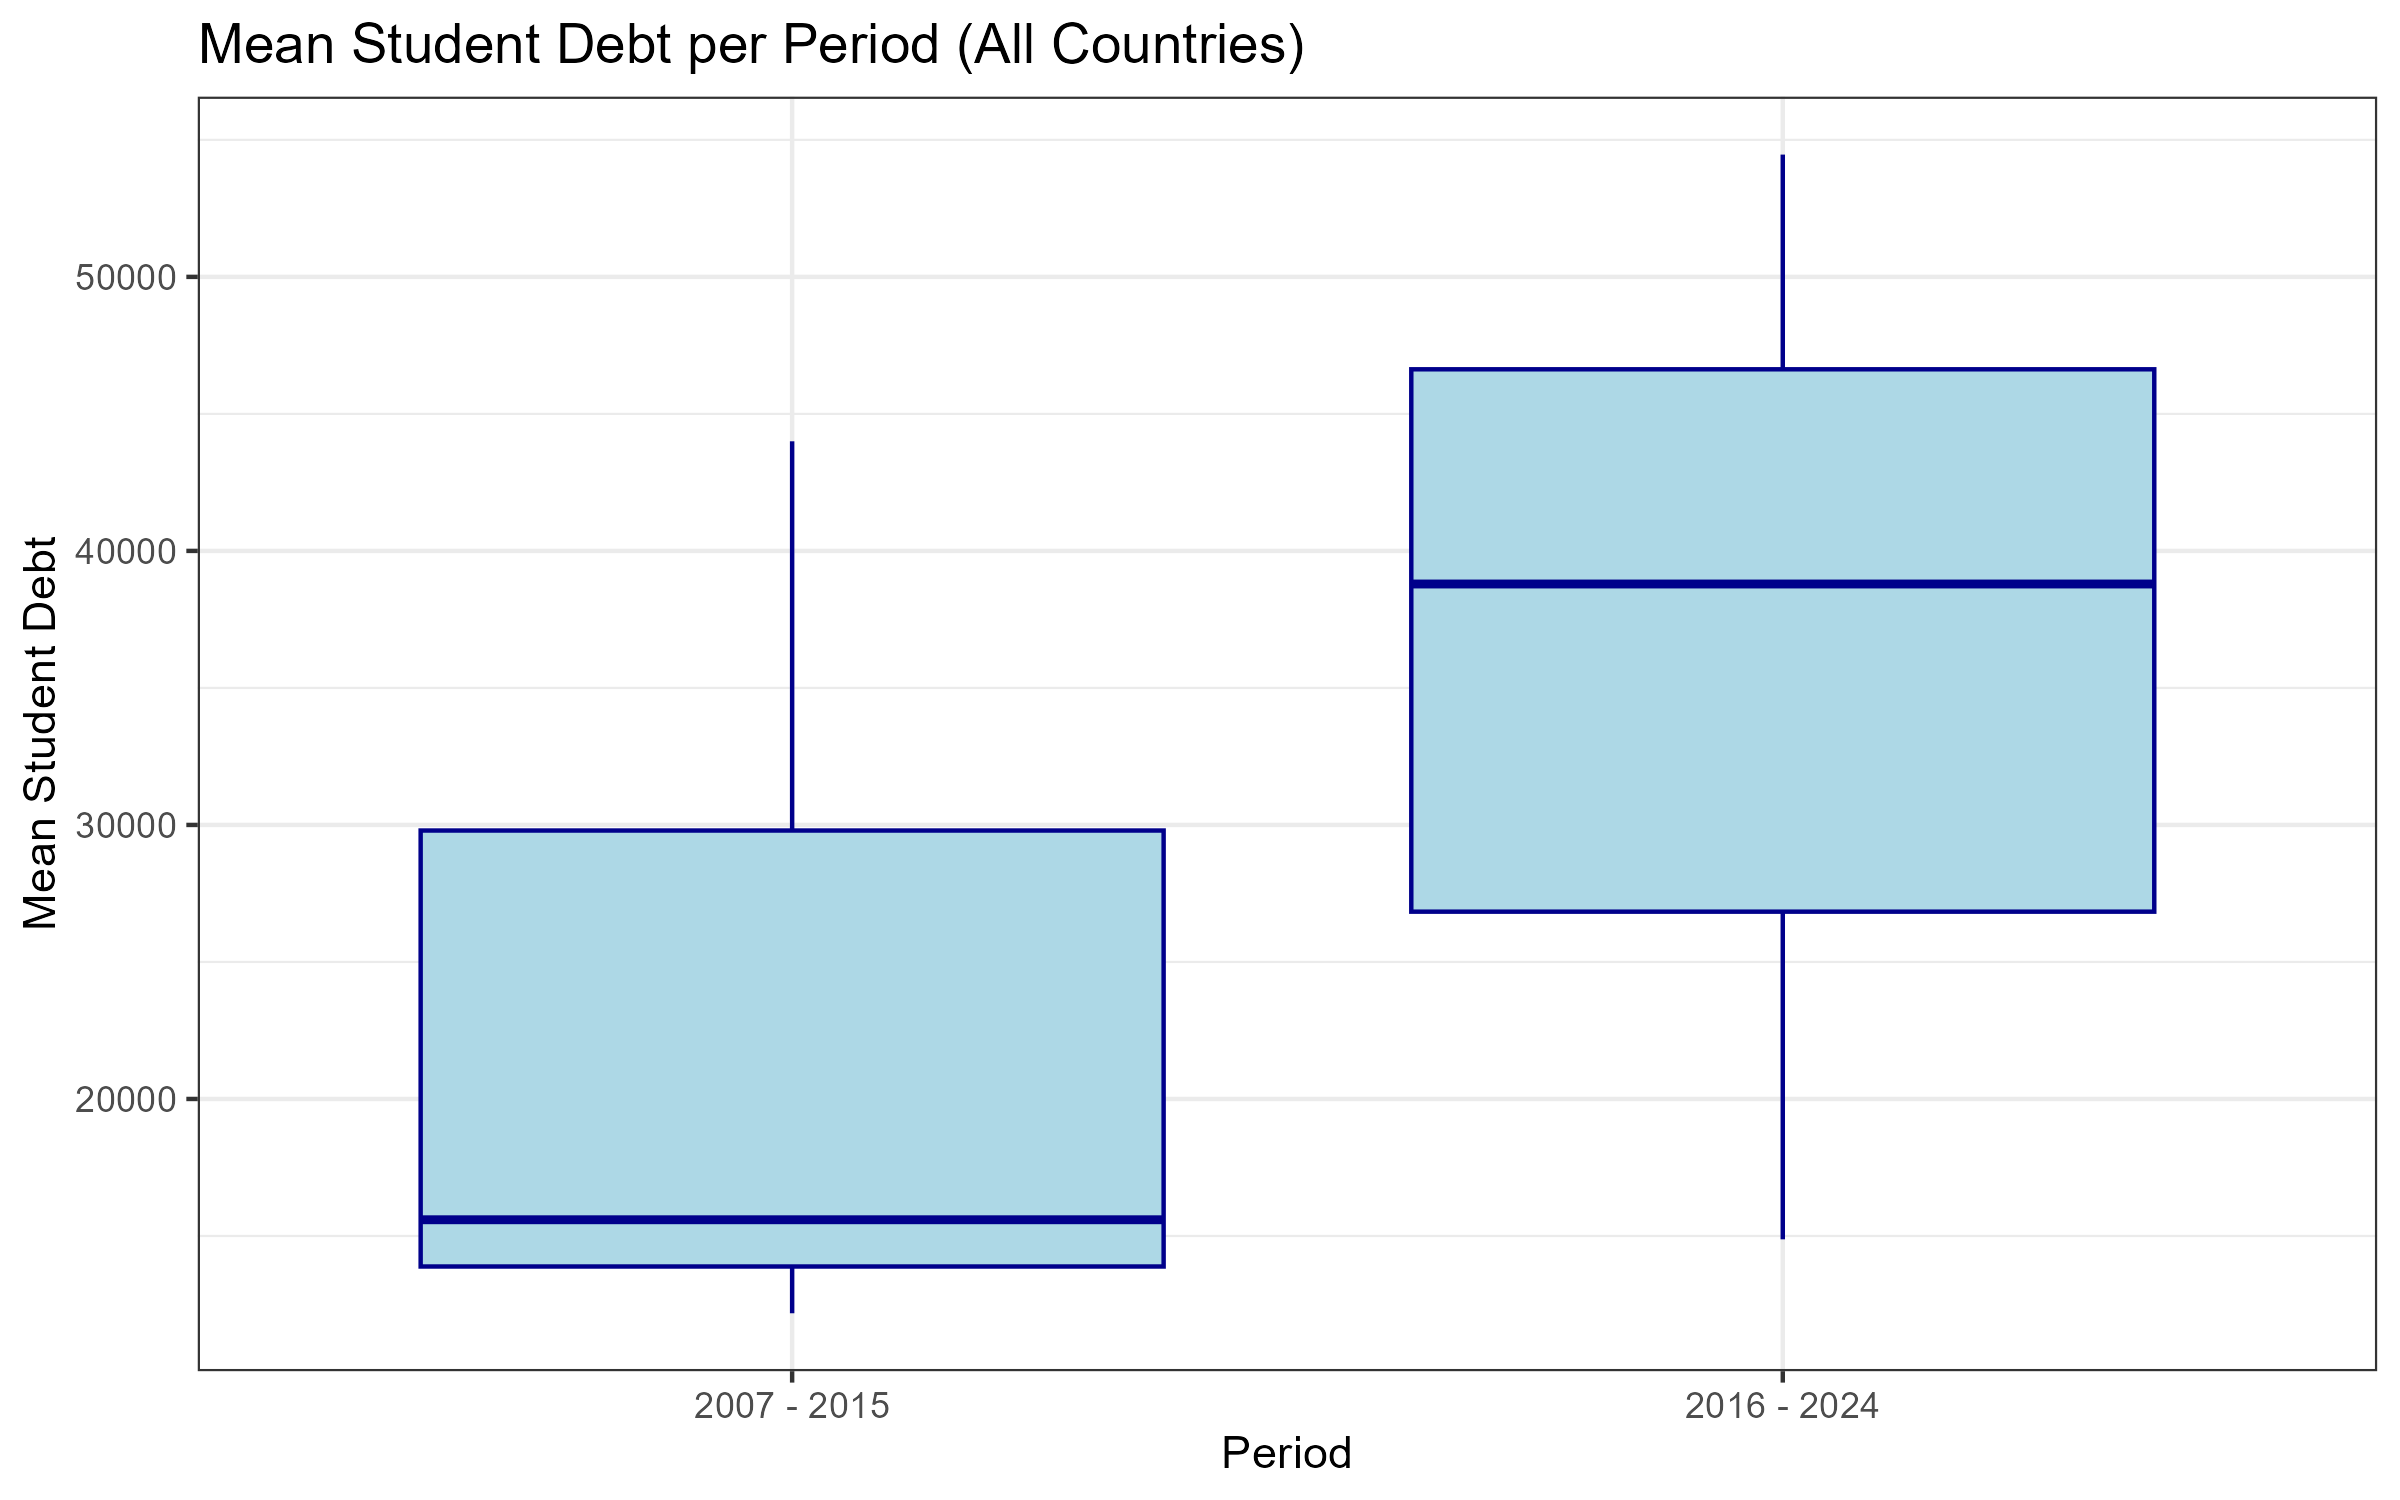 Mean Student Debt per Period (All Countries)
Mean Student Debt
50000
40000
30000
20000
2007 - 2015
2016 - 2024
Period